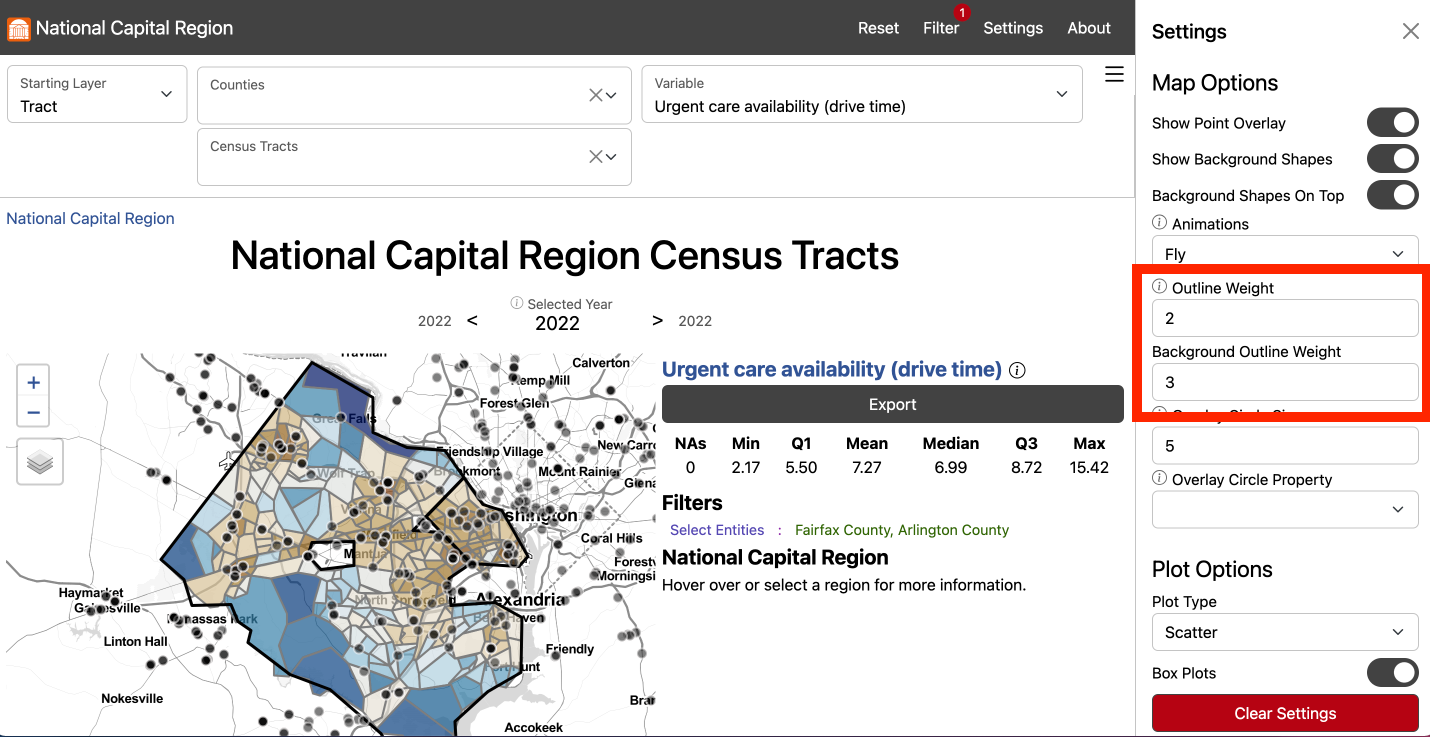 National Capital Region
Reset
Filter
1
Settings
About
Starting Layer
Tract
Counties
Census Tracts
Variable
Urgent care availability (drive time)
National Capital Region
National Capital Region Census Tracts
Selected Year
2022 < 2022 > 2022
+
−
Calverton
Kemp Mill
Forest Glen
Great Falls
Friendship Village
New Carro
Wolf Trap
Brookmont
Mount Rainier
Glena
Vienna
shington
Coral Hills
Mantua
Forestv
Morningsi
Haymarket
Gainesville
North Springfield
Alexandria
Manassas Park
Linton Hall
Friendly
Fort Hunt
Nokesville
Bran
Accokeek
Urgent care availability (drive time)
Export
NAs Min Q1 Mean Median Q3 Max
0 2.17 5.50 7.27 6.99 8.72 15.42
Filters
Select Entities : Fairfax County, Arlington County
National Capital Region
Hover over or select a region for more information.
Settings
Map Options
Show Point Overlay
Show Background Shapes
Background Shapes On Top
Animations
Fly
Outline Weight
2
Background Outline Weight
3
5
Overlay Circle Property
Plot Options
Plot Type
Scatter
Box Plots
Clear Settings